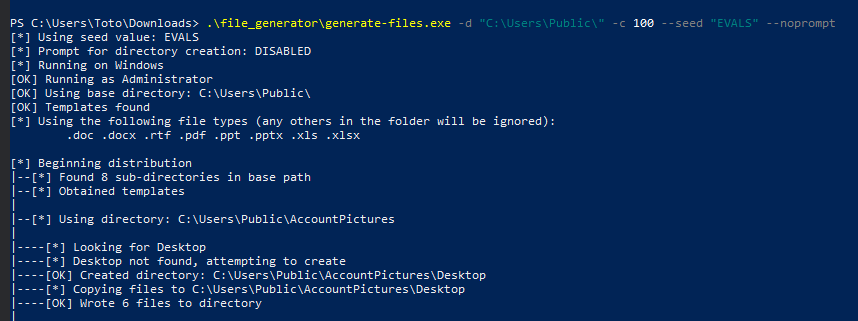 PS C:\Users\Toto\Downloads> .\file_generator\generate-files.exe -d "C:\Users\Public\" -c 100 --seed "EVALS" --noprompt
[*] Using seed value: EVALS
[*] Prompt for directory creation: DISABLED
[*] Running on Windows
[OK] Running as Administrator
[OK] Using base directory: C:\Users\Public\
[OK] Templates found
[*] Using the following file types (any others in the folder will be ignored):
        .doc .docx .rtf .pdf .ppt .pptx .xls .xlsx

[*] Beginning distribution
|--[*] Found 8 sub-directories in base path
|--[*] Obtained templates
|
|--[*] Using directory: C:\Users\Public\AccountPictures
|
|----[*] Looking for Desktop
|----[*] Desktop not found, attempting to create
|----[OK] Created directory: C:\Users\Public\AccountPictures\Desktop
|----[*] Copying files to C:\Users\Public\AccountPictures\Desktop
|----[OK] Wrote 6 files to directory
|